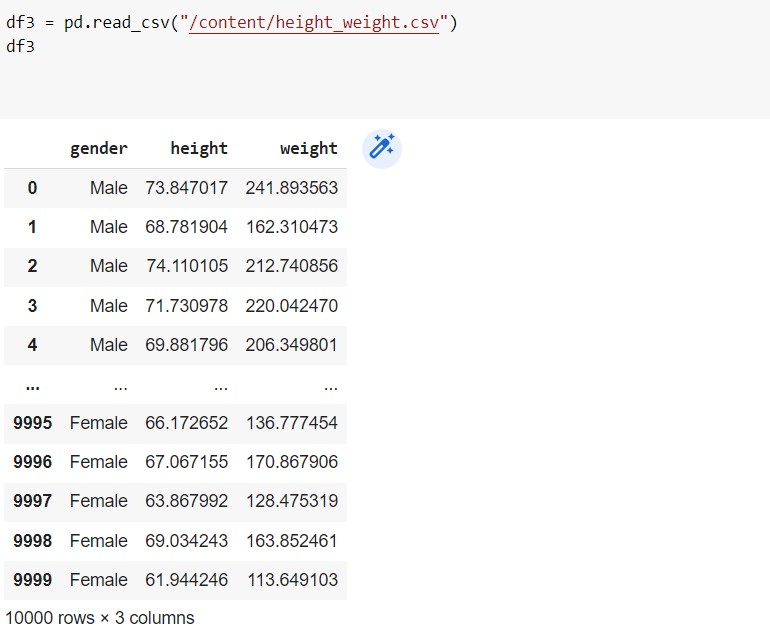 df3 = pd.read_csv("/content/height_weight.csv")
df3
gender height weight
0 Male 73.847017 241.893563
1 Male 68.781904 162.310473
2 Male 74.110105 212.740856
3 Male 71.730978 220.042470
4 Male 69.881796 206.349801
... ... ... ...
9995 Female 66.172652 136.777454
9996 Female 67.067155 170.867906
9997 Female 63.867992 128.475319
9998 Female 69.034243 163.852461
9999 Female 61.944246 113.649103
10000 rows × 3 columns